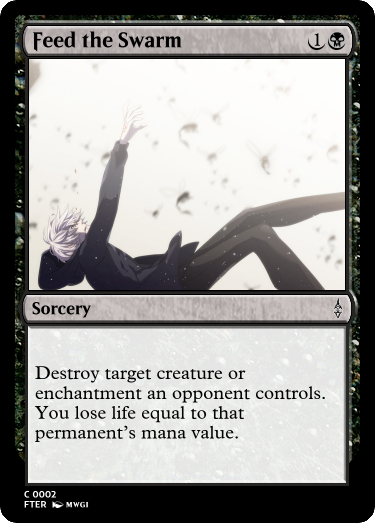 Feed the Swarm 1
Sorcery
Destroy target creature or
enchantment an opponent controls.
You lose life equal to that
permanent's mana value.
C 0002
FTER MWGI